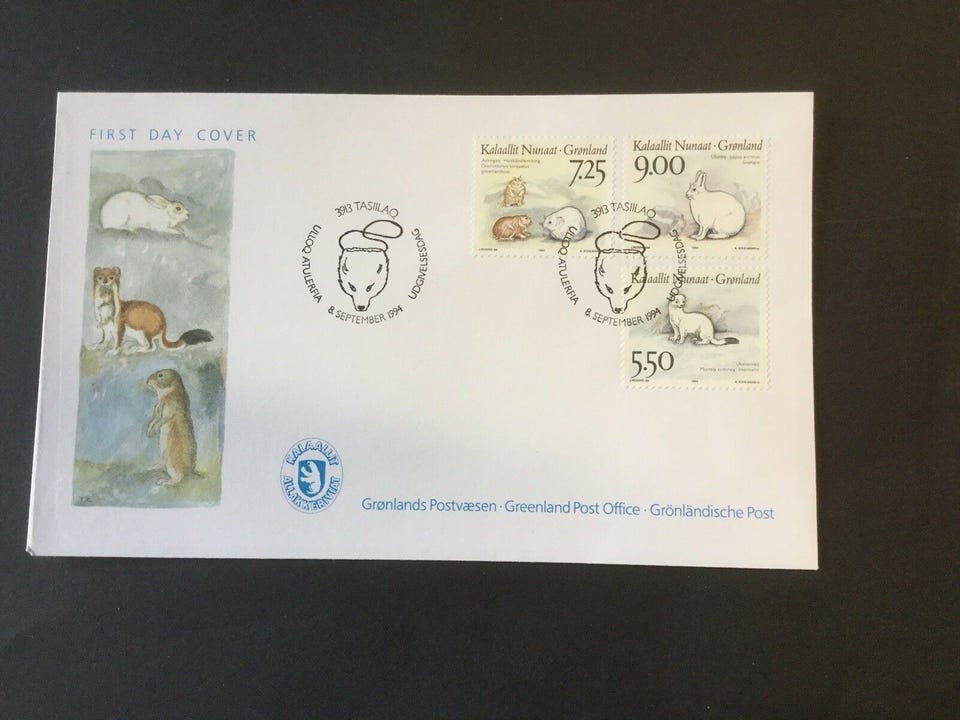 FIRST DAY COVER
3913 TASIILAQ
ULLOQ ATULERFIA
UDGIVELSESDAG
8. SEPTEMBER 1994
Kalaallit Nunaat · Grønland
7.25
Kalaallit Nunaat · Grønland
9.00
3913 TASIILAQ
ULLOQ ATULERFIA
UDGIVELSESDAG
8. SEPTEMBER 1994
Kalaallit Nunaat · Grønland
5.50
KALAALLIT
ALLAKKERIVIAT
Grønlands Postvæsen · Greenland Post Office · Grönländische Post